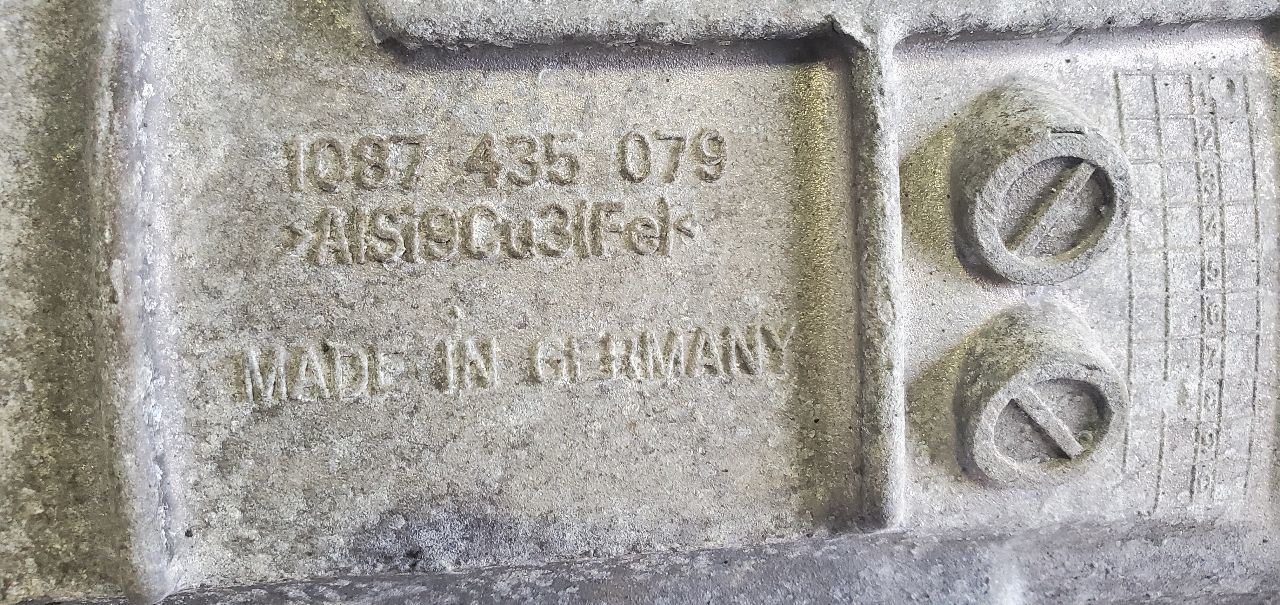 1087 435 079
>AlSi9Cu3(Fe)<
MADE IN GERMANY